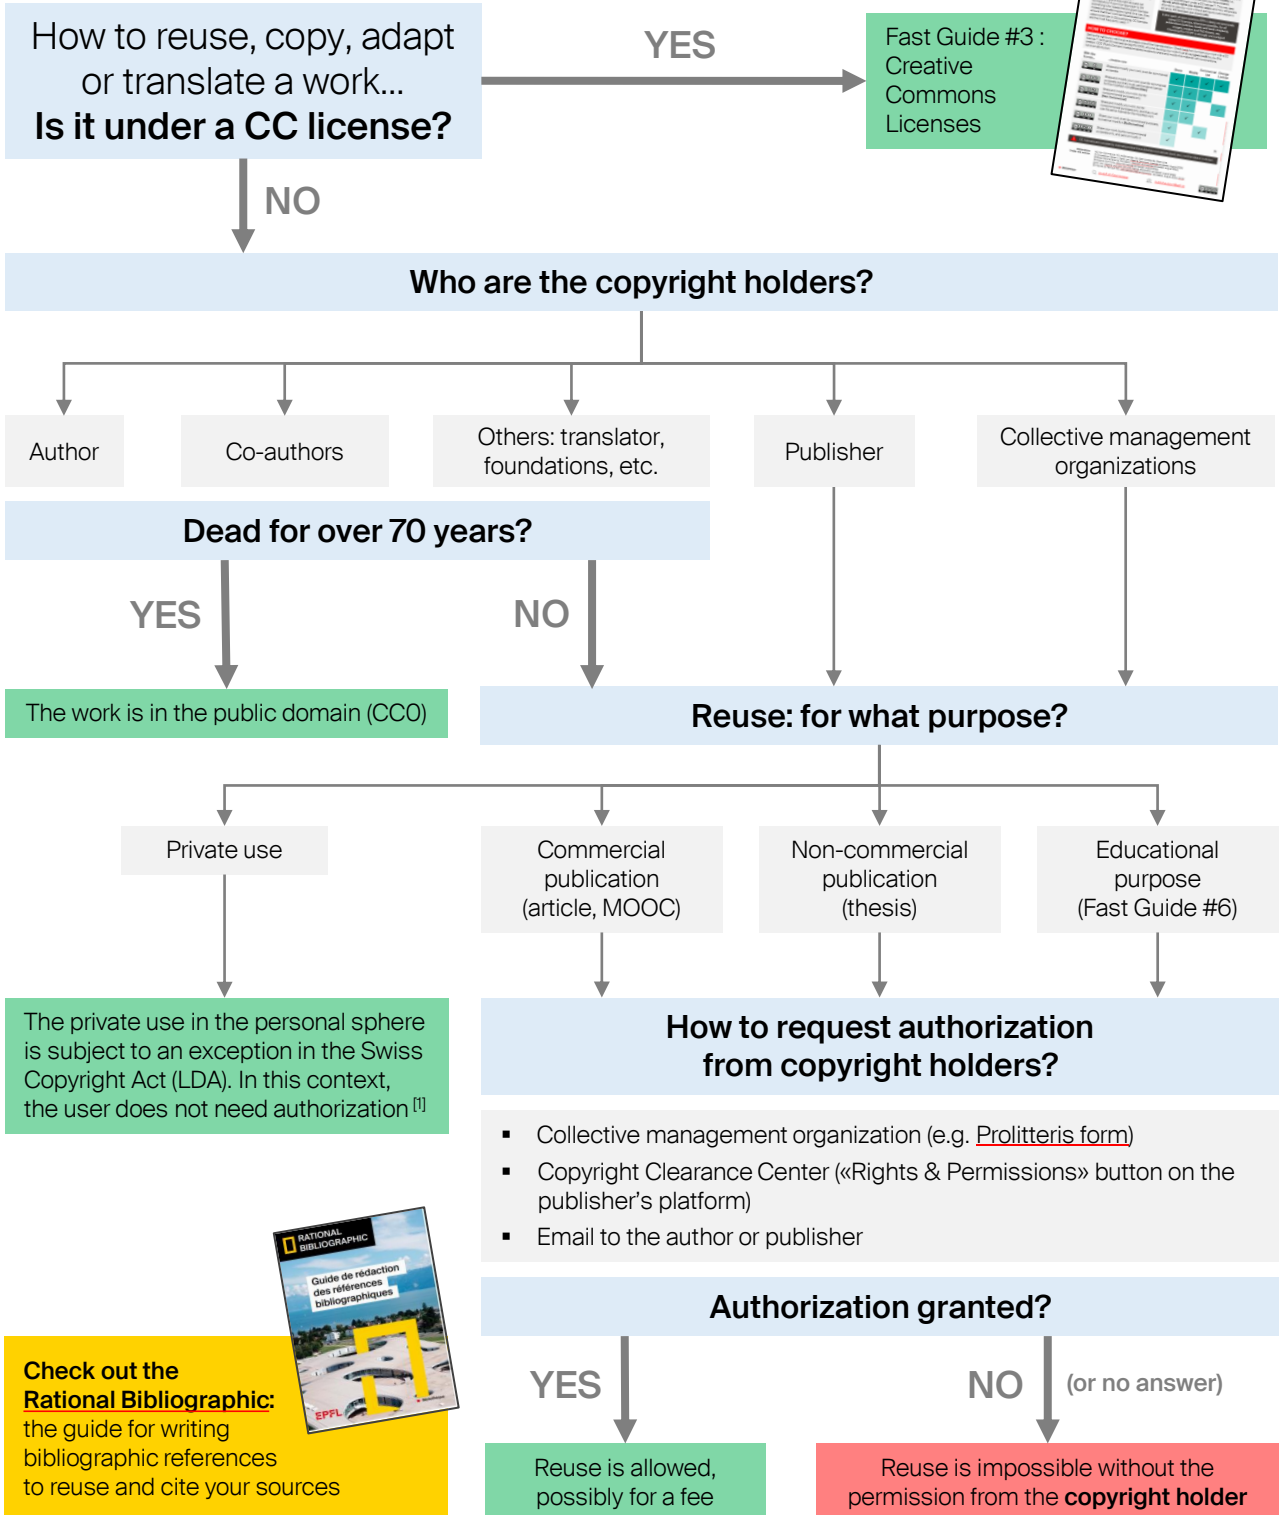 How to reuse, copy, adapt
or translate a work...
Is it under a CC license?
YES
Fast Guide #3 :
Creative
Commons
Licenses
HOW TO CHOOSE?
NO
Who are the copyright holders?
Author
Co-authors
Others: translator,
foundations, etc.
Publisher
Collective management
organizations
Dead for over 70 years?
YES
NO
The work is in the public domain (CC0)
Reuse: for what purpose?
Private use
Commercial
publication
(article, MOOC)
Non-commercial
publication
(thesis)
Educational
purpose
(Fast Guide #6)
The private use in the personal sphere
is subject to an exception in the Swiss
Copyright Act (LDA). In this context,
the user does not need authorization [1]
How to request authorization
from copyright holders?
▪ Collective management organization (e.g. Prolitteris form)
▪ Copyright Clearance Center («Rights & Permissions» button on the
publisher's platform)
▪ Email to the author or publisher
RATIONAL
BIBLIOGRAPHIC
Guide de rédaction
des références
bibliographiques
EPFL
Check out the
Rational Bibliographic:
the guide for writing
bibliographic references
to reuse and cite your sources
Authorization granted?
YES
NO
(or no answer)
Reuse is allowed,
possibly for a fee
Reuse is impossible without the
permission from the copyright holder